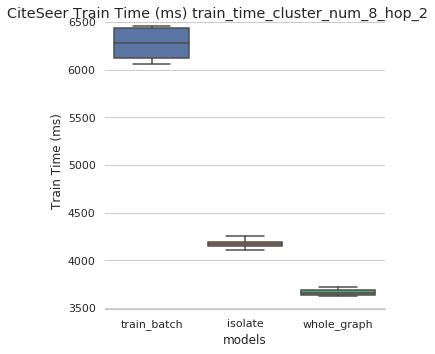 CiteSeer Train Time (ms) train_time_cluster_num_8_hop_2
6500
6000
5500
5000
4500
4000
3500
Train Time (ms)
train_batch isolate whole_graph
models